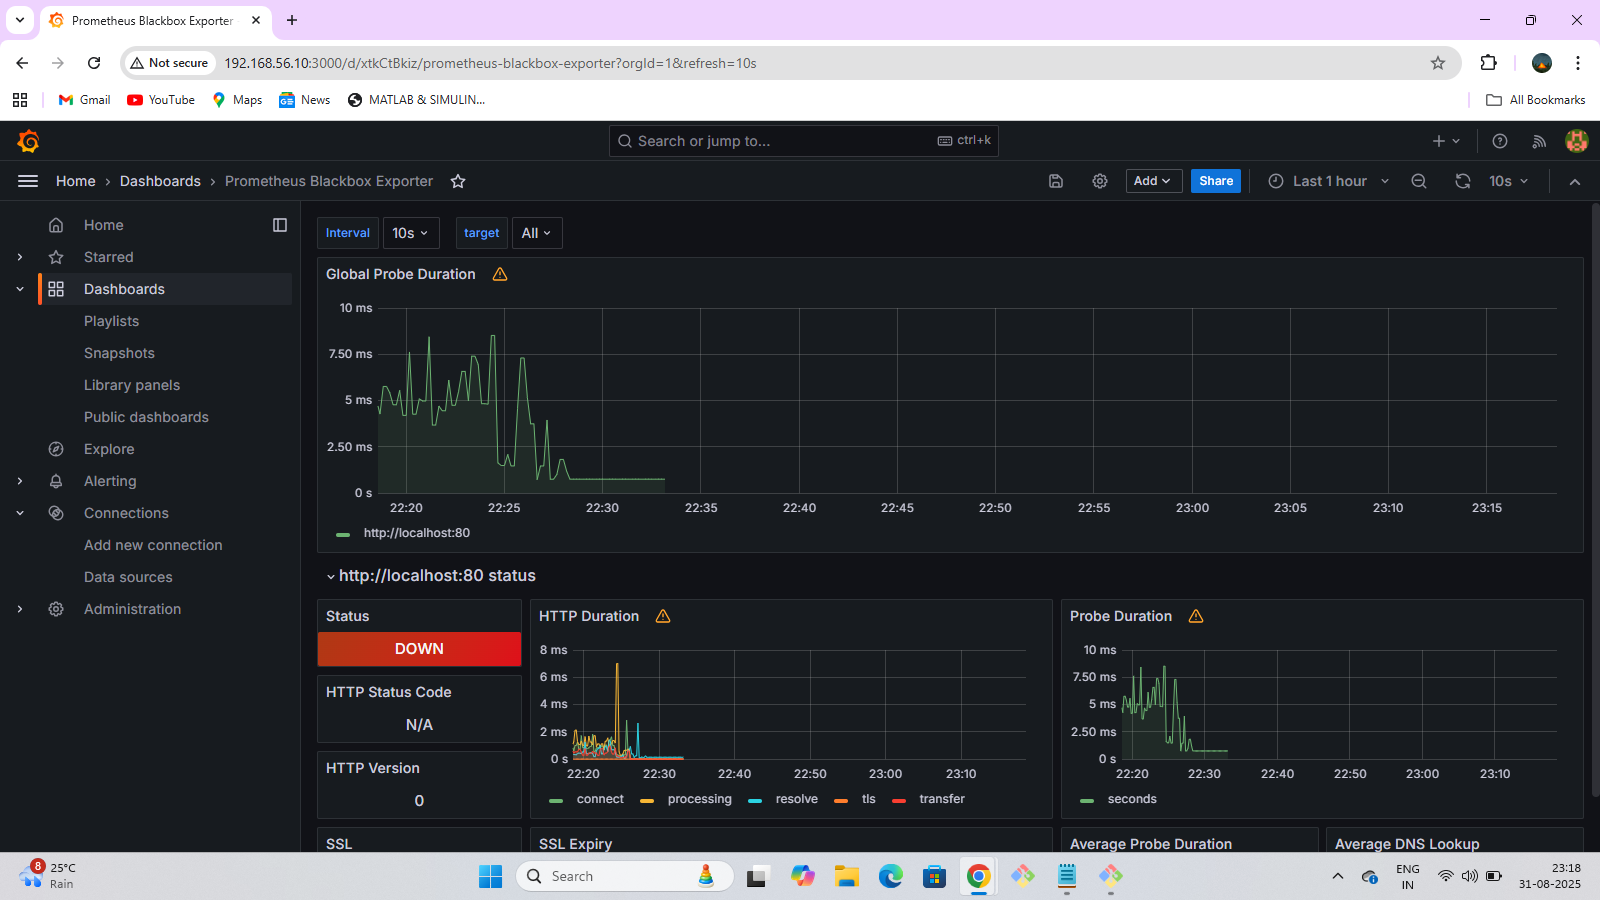 Prometheus Blackbox Exporter
Not secure
192.168.56.10:3000/d/xtkCtBkiz/prometheus-blackbox-exporter?orgId=1&refresh=10s
Gmail
YouTube
Maps
News
MATLAB & SIMULIN...
All Bookmarks
Search or jump to...
ctrl+k
Home › Dashboards › Prometheus Blackbox Exporter
Add
Share
Last 1 hour
10s
Home
Starred
Dashboards
Playlists
Snapshots
Library panels
Public dashboards
Explore
Alerting
Connections
Add new connection
Data sources
Administration
Interval
10s
target
All
Global Probe Duration
10 ms
7.50 ms
5 ms
2.50 ms
0 s
22:20 22:25 22:30 22:35 22:40 22:45 22:50 22:55 23:00 23:05 23:10 23:15
http://localhost:80
http://localhost:80 status
Status
DOWN
HTTP Status Code
N/A
HTTP Version
0
SSL
HTTP Duration
8 ms
6 ms
4 ms
2 ms
0 s
22:20 22:30 22:40 22:50 23:00 23:10
connect processing resolve tls transfer
SSL Expiry
Probe Duration
10 ms
7.50 ms
5 ms
2.50 ms
0 s
22:20 22:30 22:40 22:50 23:00 23:10
seconds
Average Probe Duration
Average DNS Lookup
8
25°C
Rain
Search
ENG
IN
23:18
31-08-2025